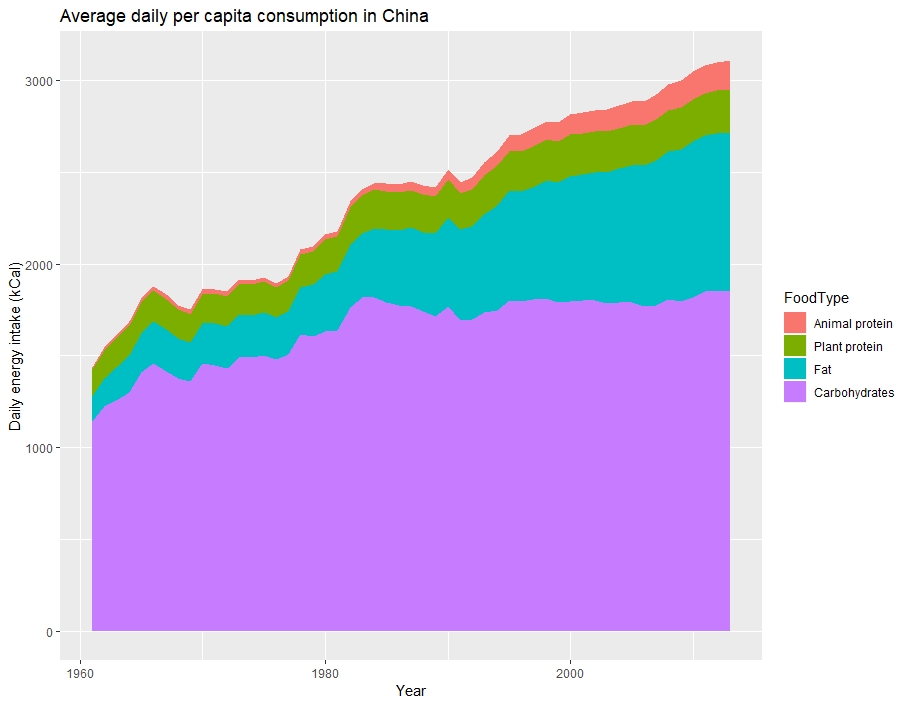 Average daily per capita consumption in China
Daily energy intake (kCal)
3000
2000
1000
0
1960
1980
2000
Year
FoodType
Animal protein
Plant protein
Fat
Carbohydrates